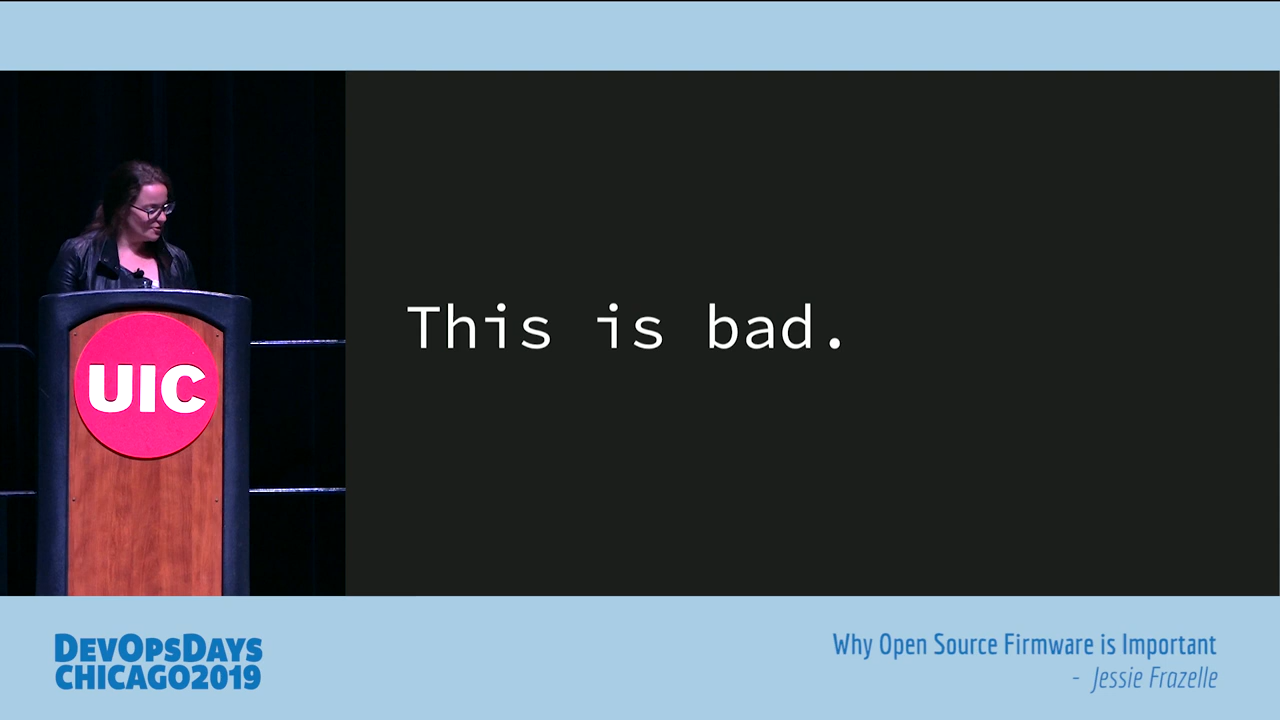 This is bad.
UIC
DEVOPSDAYS
CHICAGO2019
Why Open Source Firmware is Important
- Jessie Frazelle